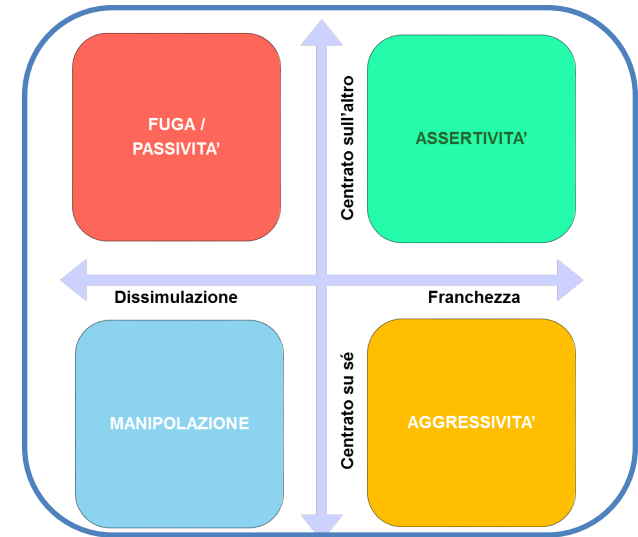 FUGA /
PASSIVITA’
Centrato sull’altro
ASSERTIVITA’
Dissimulazione
Franchezza
MANIPOLAZIONE
Centrato su sé
AGGRESSIVITA’